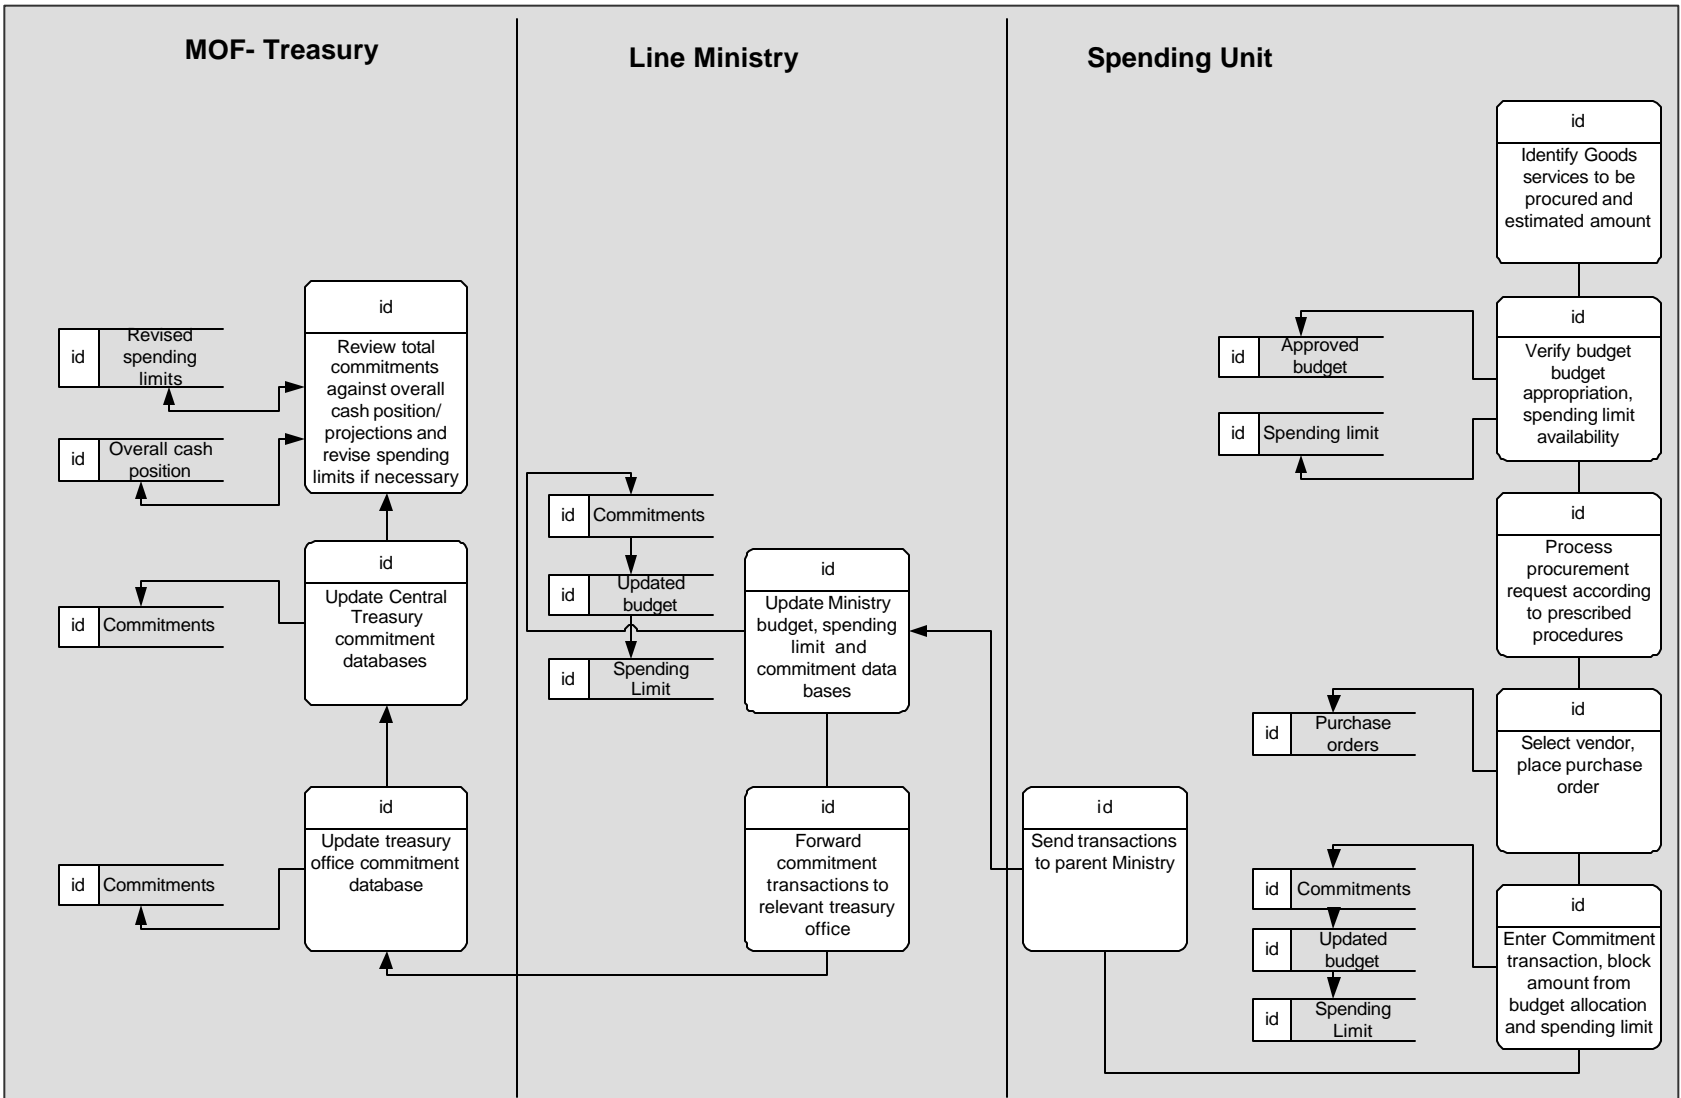 MOF- Treasury
id
Revised
spending
limits
id
Overall cash
position
id
Review total
commitments
against overall
cash position/
projections and
revise spending
limits if necessary
id
Commitments
id
Update Central
Treasury
commitment
databases
id
Commitments
id
Update treasury
office commitment
database
Line Ministry
id
Commitments
id
Updated
budget
id
Spending
Limit
id
Update Ministry
budget, spending
limit and
commitment data
bases
id
Forward
commitment
transactions to
relevant treasury
office
Spending Unit
id
Identify Goods
services to be
procured and
estimated amount
id
Approved
budget
id
Spending limit
id
Verify budget
budget
appropriation,
spending limit
availability
id
Process
procurement
request according
to prescribed
procedures
id
Purchase
orders
id
Select vendor,
place purchase
order
id
Send transactions
to parent Ministry
id
Commitments
id
Updated
budget
id
Spending
Limit
id
Enter Commitment
transaction, block
amount from
budget allocation
and spending limit